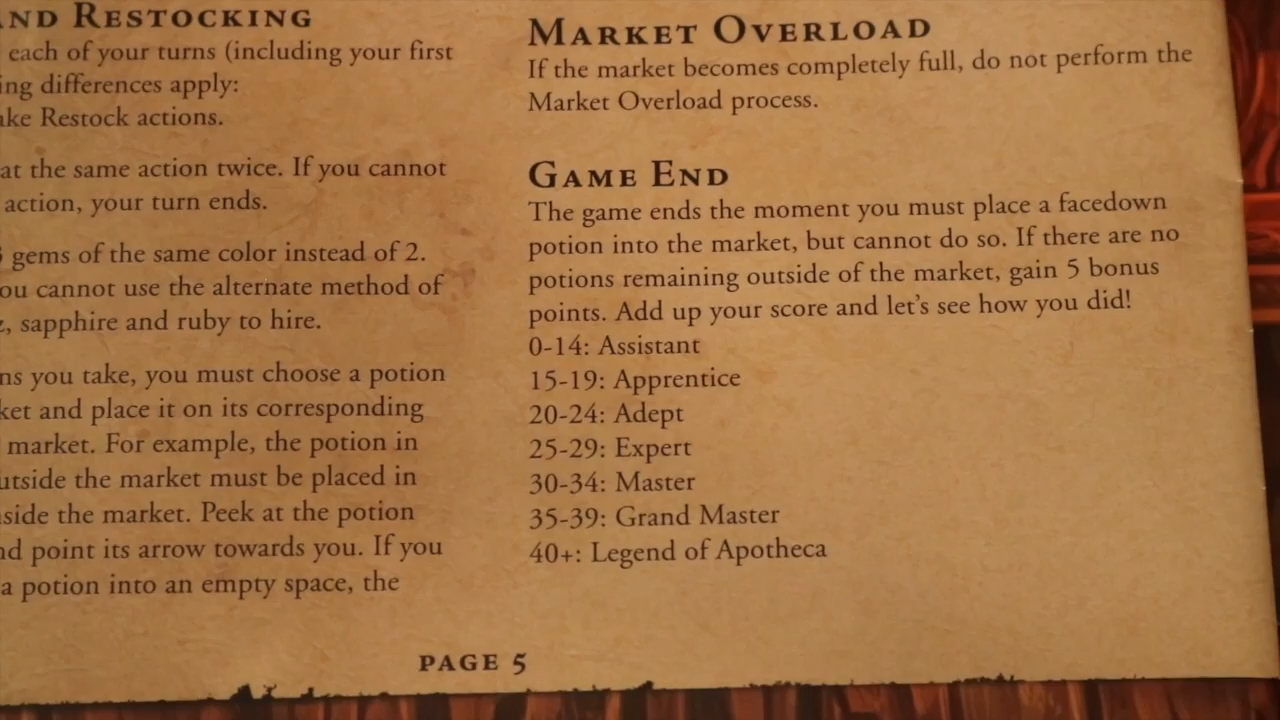 AND RESTOCKING
each of your turns (including your first
ing differences apply:
ake Restock actions.
at the same action twice. If you cannot
action, your turn ends.
gems of the same color instead of 2.
ou cannot use the alternate method of
z, sapphire and ruby to hire.
ns you take, you must choose a potion
ket and place it on its corresponding
market. For example, the potion in
utside the market must be placed in
side the market. Peek at the potion
nd point its arrow towards you. If you
a potion into an empty space, the
MARKET OVERLOAD
If the market becomes completely full, do not perform the
Market Overload process.
GAME END
The game ends the moment you must place a facedown
potion into the market, but cannot do so. If there are no
potions remaining outside of the market, gain 5 bonus
points. Add up your score and let's see how you did!
0-14: Assistant
15-19: Apprentice
20-24: Adept
25-29: Expert
30-34: Master
35-39: Grand Master
40+: Legend of Apotheca
PAGE 5